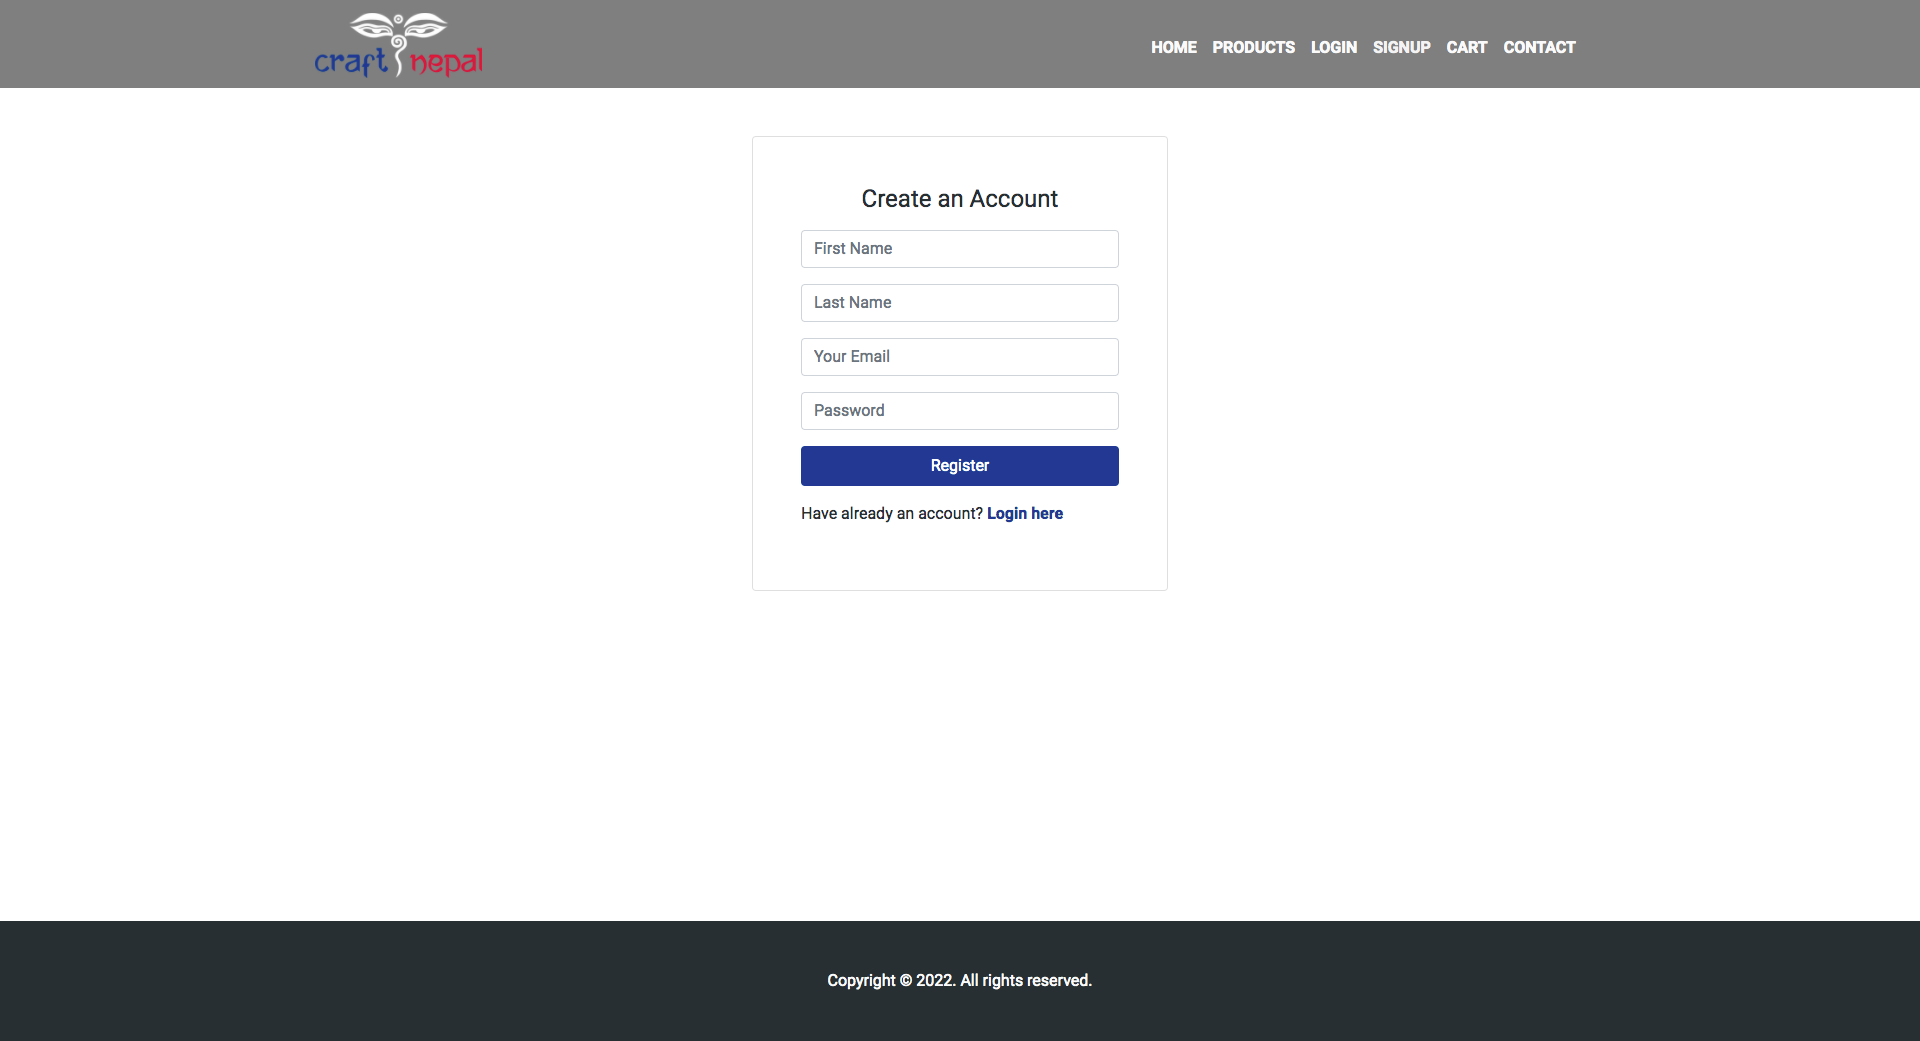 craft nepal
HOME PRODUCTS LOGIN SIGNUP CART CONTACT
Create an Account
First Name
Last Name
Your Email
Password
Register
Have already an account? Login here
Copyright © 2022. All rights reserved.